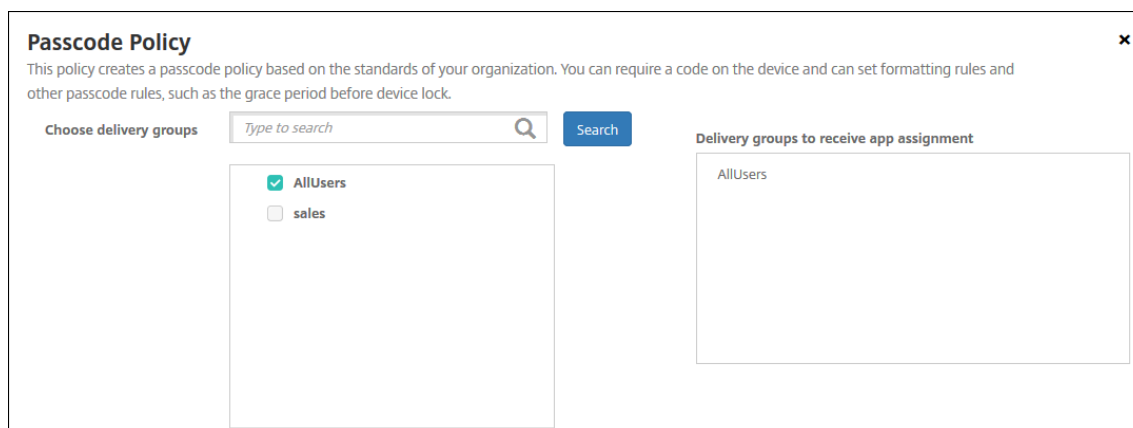 Passcode Policy
This policy creates a passcode policy based on the standards of your organization. You can require a code on the device and can set formatting rules and
other passcode rules, such as the grace period before device lock.
Choose delivery groups
Type to search
Search
AllUsers
sales
Delivery groups to receive app assignment
AllUsers